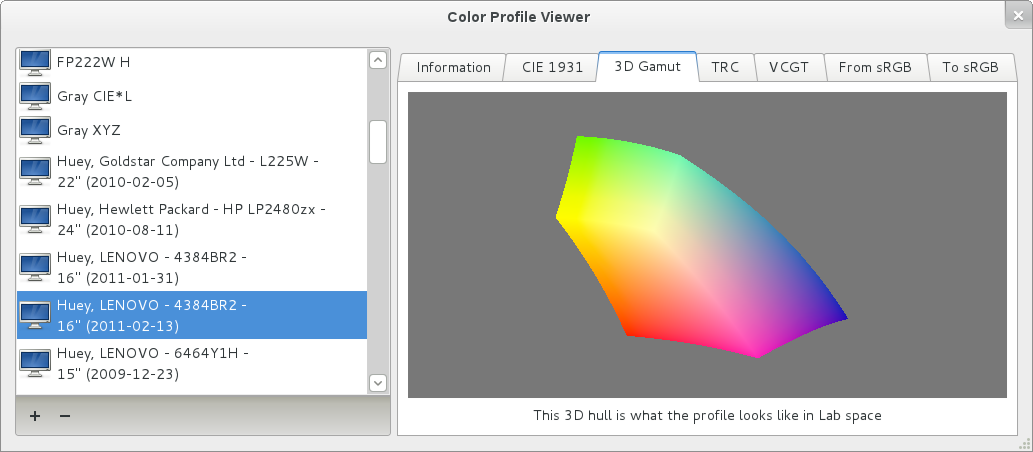 Color Profile Viewer
FP222W H
Gray CIE*L
Gray XYZ
Huey, Goldstar Company Ltd - L225W -
22" (2010-02-05)
Huey, Hewlett Packard - HP LP2480zx -
24" (2010-08-11)
Huey, LENOVO - 4384BR2 -
16" (2011-01-31)
Huey, LENOVO - 4384BR2 -
16" (2011-02-13)
Huey, LENOVO - 6464Y1H -
15" (2009-12-23)
Information CIE 1931 3D Gamut TRC VCGT From sRGB To sRGB
This 3D hull is what the profile looks like in Lab space